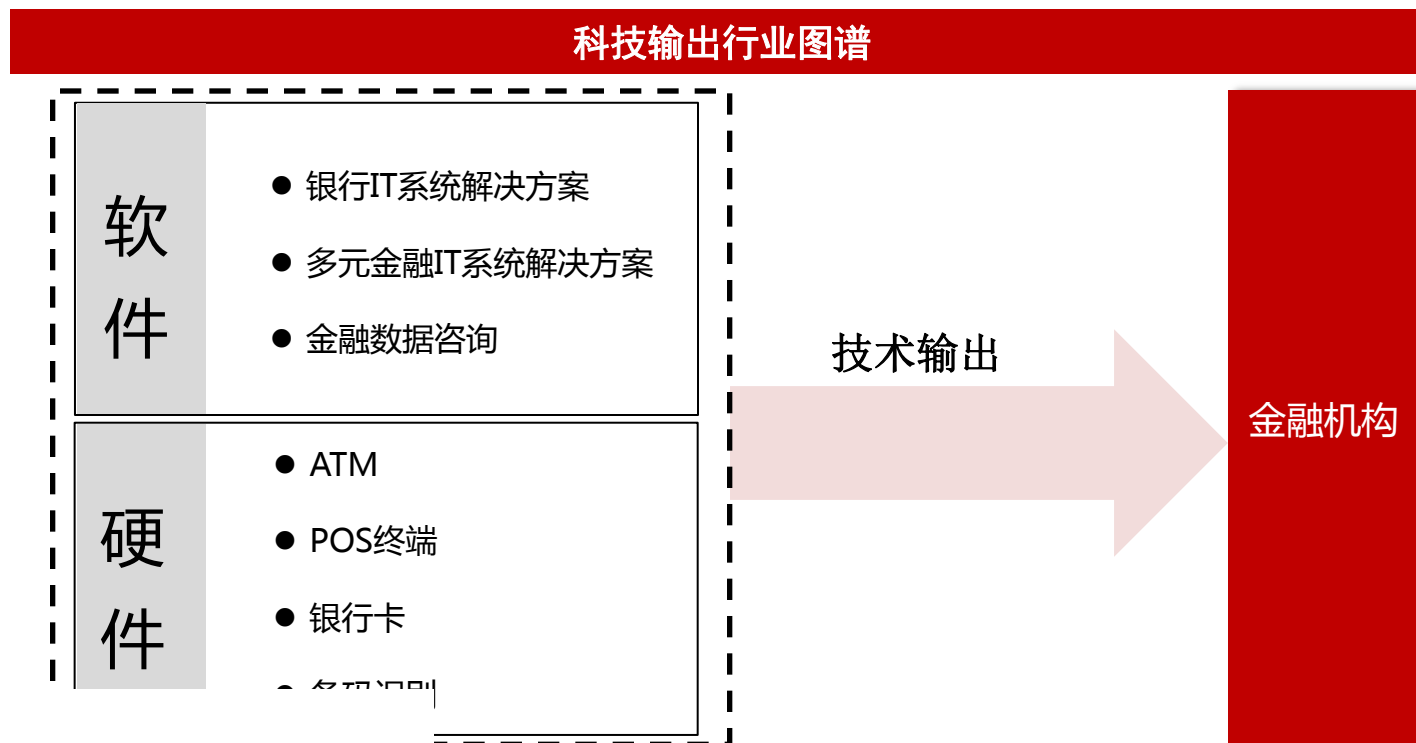 科技输出行业图谱
软件
银行IT系统解决方案
多元金融IT系统解决方案
金融数据咨询
技术输出
金融机构
硬件
ATM
POS终端
银行卡